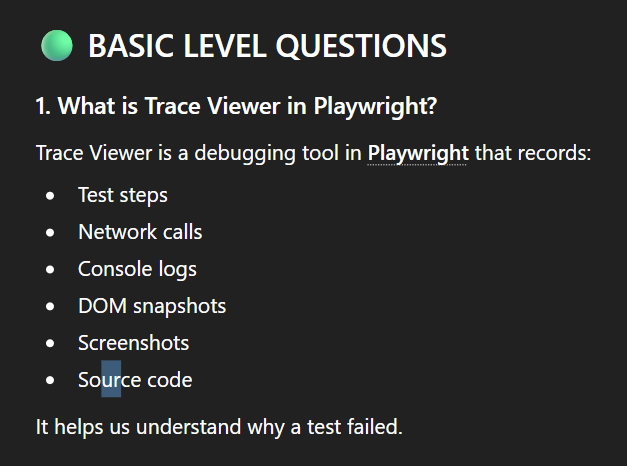 BASIC LEVEL QUESTIONS
1. What is Trace Viewer in Playwright?
Trace Viewer is a debugging tool in Playwright that records:
• Test steps
• Network calls
• Console logs
• DOM snapshots
• Screenshots
• Source code
It helps us understand why a test failed.